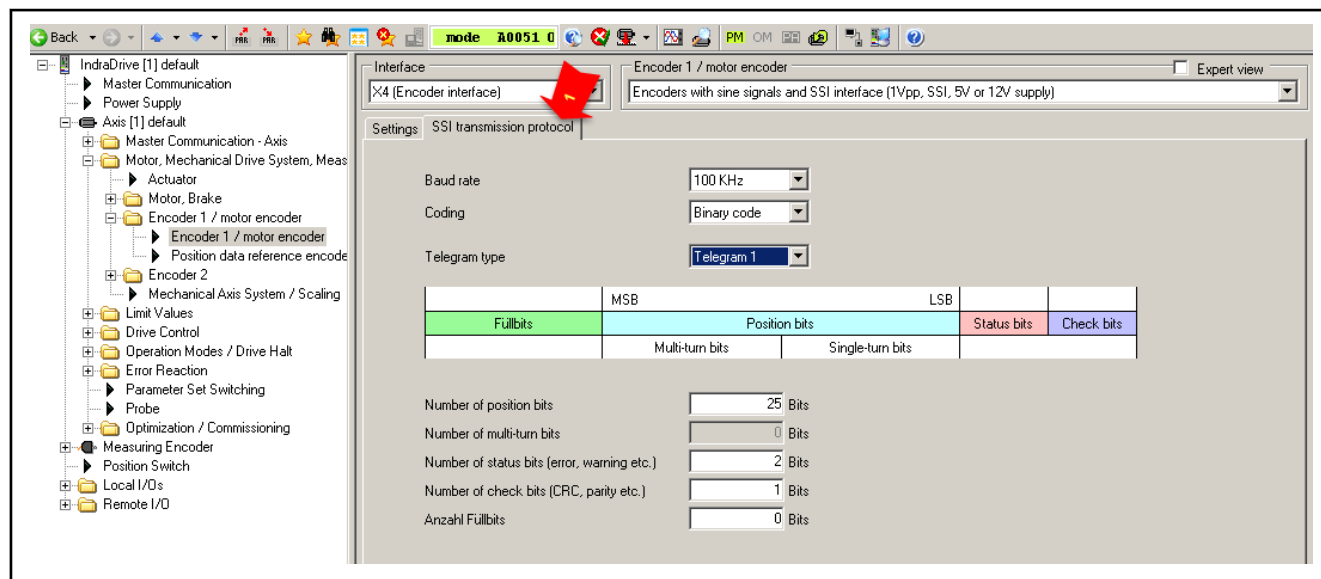 Back PAR PAR mode A0051 0 PM OM
IndraDrive [1] default
Master Communication
Power Supply
Axis [1] default
Master Communication - Axis
Motor, Mechanical Drive System, Meas
Actuator
Motor, Brake
Encoder 1 / motor encoder
Encoder 1 / motor encoder
Position data reference encode
Encoder 2
Mechanical Axis System / Scaling
Limit Values
Drive Control
Operation Modes / Drive Halt
Error Reaction
Parameter Set Switching
Probe
Optimization / Commissioning
Measuring Encoder
Position Switch
Local I/Os
Remote I/O
Interface
X4 (Encoder interface)
Encoder 1 / motor encoder
Expert view
Encoders with sine signals and SSI interface (1Vpp, SSI, 5V or 12V supply)
Settings SSI transmission protocol
Baud rate 100 KHz
Coding Binary code
Telegram type Telegram 1
MSB LSB
Füllbits Position bits Status bits Check bits
Multi-turn bits Single-turn bits
Number of position bits 25 Bits
Number of multi-turn bits 0 Bits
Number of status bits (error, warning etc.) 2 Bits
Number of check bits (CRC, parity etc.) 1 Bits
Anzahl Füllbits 0 Bits